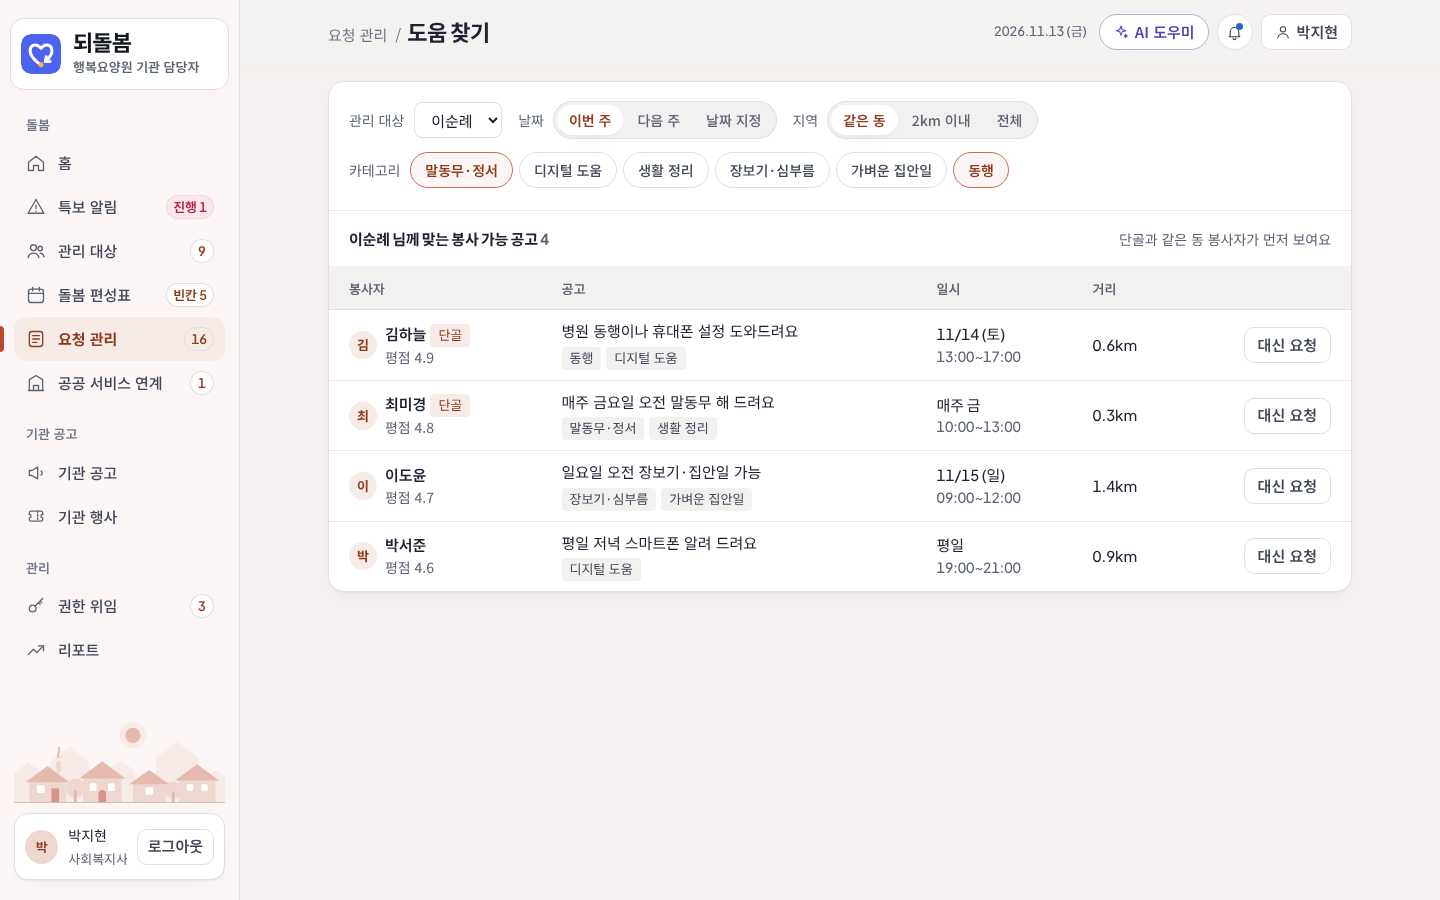 되돌봄
행복요양원 기관 담당자
돌봄
홈
특보 알림 진행 1
관리 대상 9
돌봄 편성표 빈칸 5
요청 관리 16
공공 서비스 연계 1
기관 공고
기관 공고
기관 행사
관리
권한 위임 3
리포트
박 박지현
사회복지사
로그아웃
요청 관리 / 도움 찾기
2026.11.13(금) AI 도우미 박지현
관리 대상 이순례 날짜 이번 주 다음 주 날짜 지정 지역 같은 동 2km 이내 전체
카테고리 말동무·정서 디지털 도움 생활 정리 장보기·심부름 가벼운 집안일 동행
이순례 님께 맞는 봉사 가능 공고 4 단골과 같은 동 봉사자가 먼저 보여요
봉사자 공고 일시 거리
김 김하늘 단골 병원 동행이나 휴대폰 설정 도와드려요 11/14(토) 0.6km 대신 요청
평점 4.9 동행 디지털 도움 13:00~17:00
최 최미경 단골 매주 금요일 오전 말동무 해 드려요 매주 금 0.3km 대신 요청
평점 4.8 말동무·정서 생활 정리 10:00~13:00
이 이도윤 일요일 오전 장보기·집안일 가능 11/15(일) 1.4km 대신 요청
평점 4.7 장보기·심부름 가벼운 집안일 09:00~12:00
박 박서준 평일 저녁 스마트폰 알려 드려요 평일 0.9km 대신 요청
평점 4.6 디지털 도움 19:00~21:00